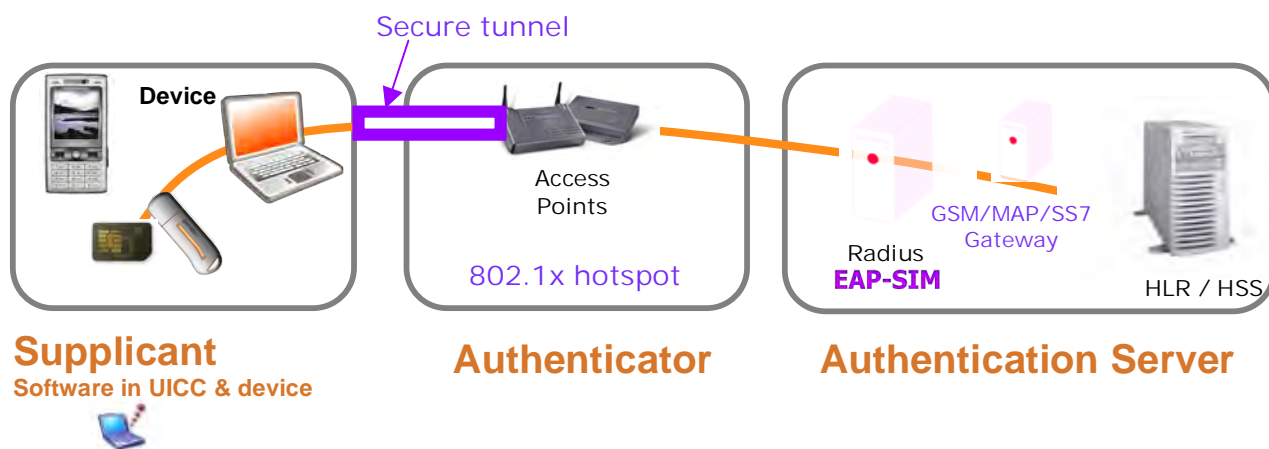 Secure tunnel
Device
Access
Points
802.1x hotspot
GSM/MAP/SS7
Gateway
Radius
EAP-SIM
HLR / HSS
Supplicant
Software in UICC & device
Authenticator
Authentication Server